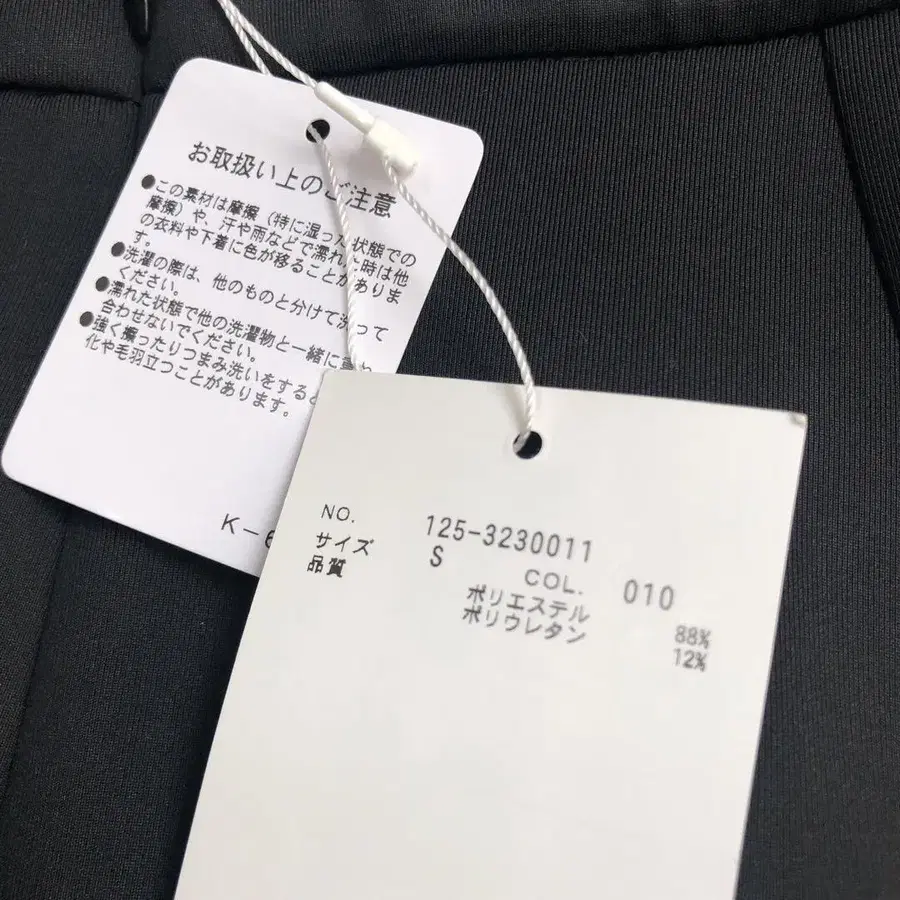 お取扱い上のご注意
●この素材は摩擦（特に湿った状態での
摩擦）や、汗や雨などで濡れた時は他
の衣料や下着に色が移ることがありま
す。
●洗濯の際は、他のものと分けて洗って
ください。
●濡れた状態で他の洗濯物と一緒に重
合わせないでください。
●強く擦ったりつまみ洗いをすると
化や毛羽立つことがあります。
K-6
NO. 125-3230011
サイズ S COL. 010
品質 ポリエステル 88%
ポリウレタン 12%